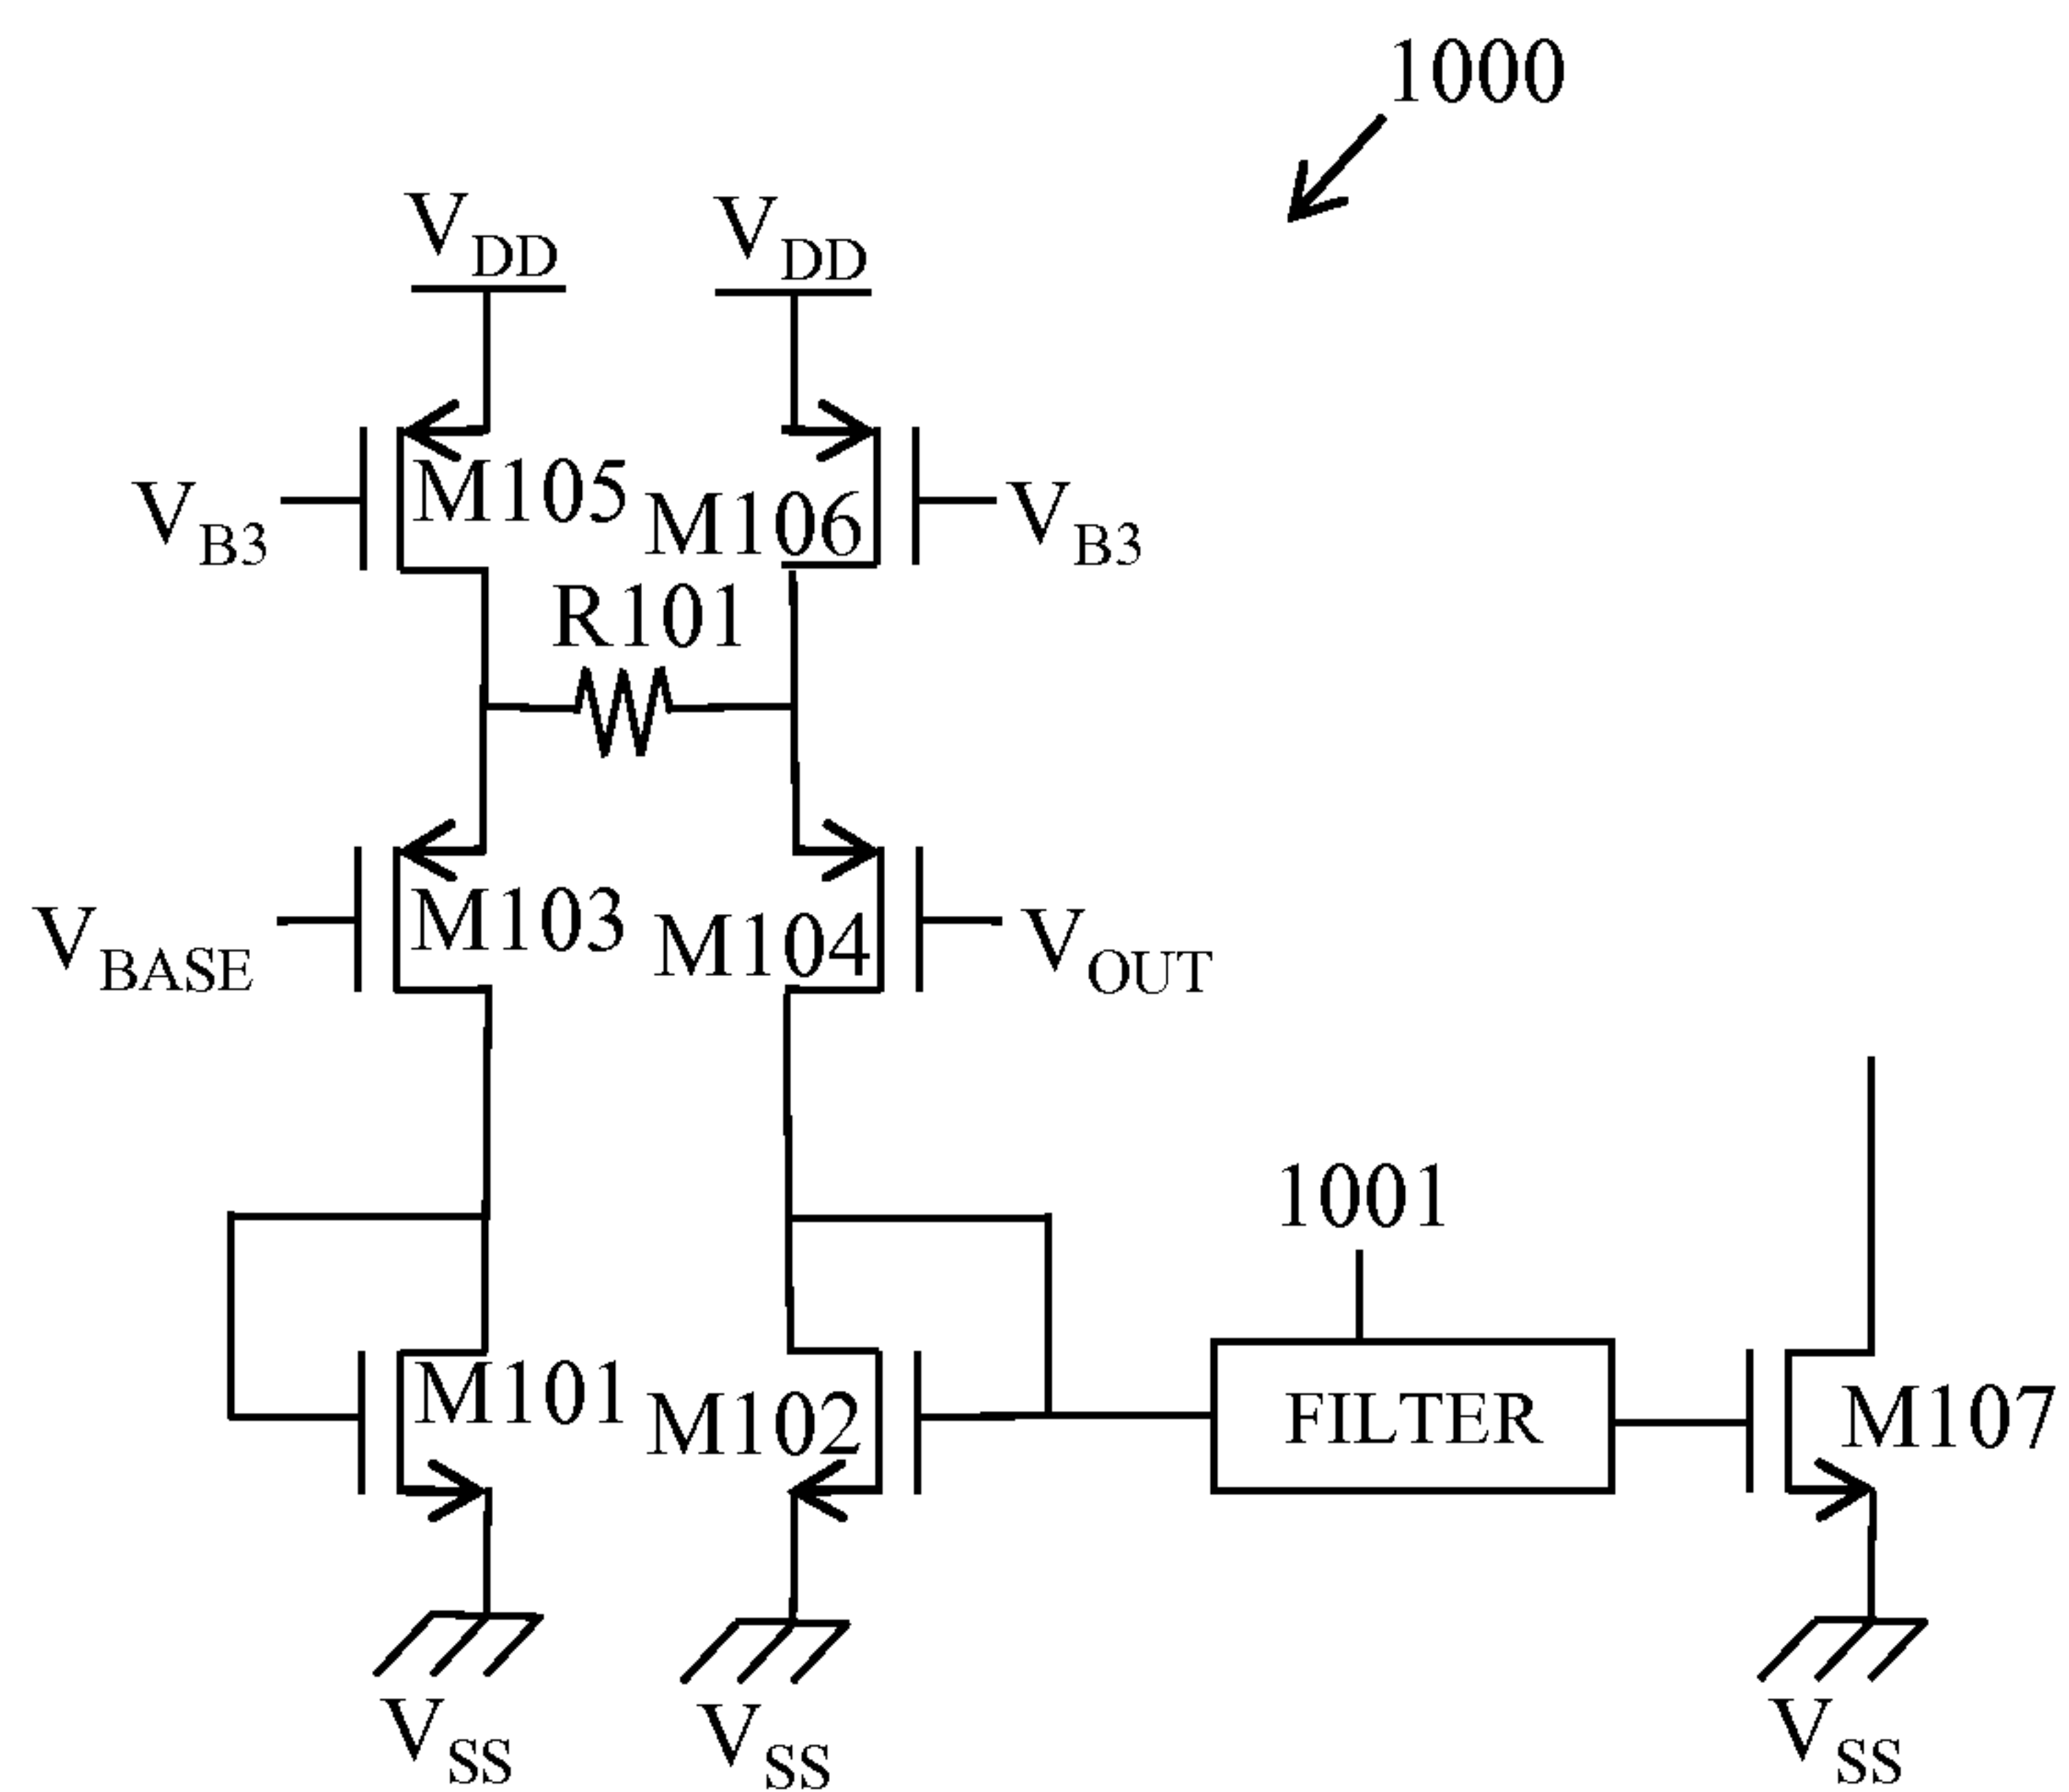 1000
VDD
VDD
VB3
M105
M106
VB3
R101
VBASE
M103
M104
VOUT
1001
M101
M102
FILTER
M107
VSS
VSS
VSS